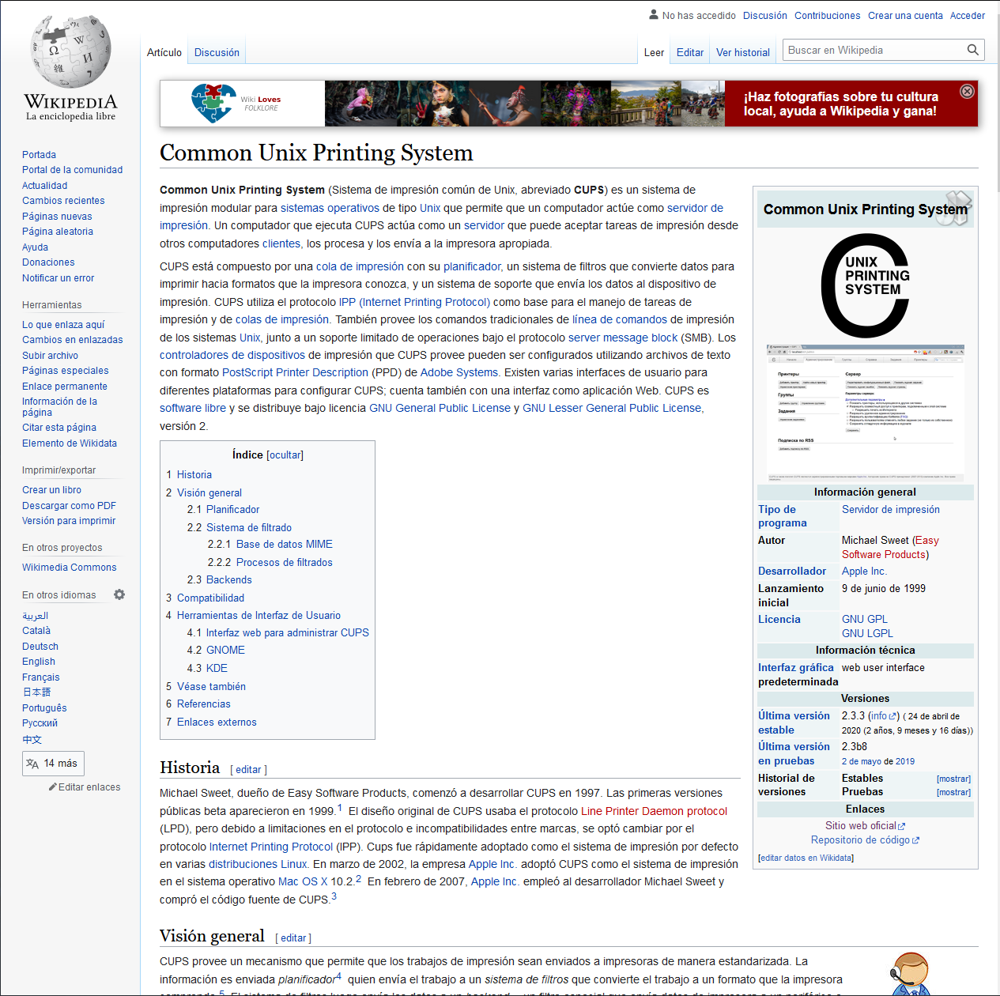 No has accedido Discusión Contribuciones Crear una cuenta Acceder
WIKIPEDIA
La enciclopedia libre
Artículo Discusión Leer Editar Ver historial Buscar en Wikipedia
Wiki Loves
FOLKLORE
¡Haz fotografías sobre tu cultura
local, ayuda a Wikipedia y gana!
Portada
Portal de la comunidad
Actualidad
Cambios recientes
Páginas nuevas
Página aleatoria
Ayuda
Donaciones
Notificar un error
Herramientas
Lo que enlaza aquí
Cambios en enlazadas
Subir archivo
Páginas especiales
Enlace permanente
Información de la
página
Citar esta página
Elemento de Wikidata
Imprimir/exportar
Crear un libro
Descargar como PDF
Versión para imprimir
En otros proyectos
Wikimedia Commons
En otros idiomas
العربية
Català
Deutsch
English
Français
日本語
Português
Русский
中文
14 más
Editar enlaces
Common Unix Printing System
Common Unix Printing System (Sistema de impresión común de Unix, abreviado CUPS) es un sistema de
impresión modular para sistemas operativos de tipo Unix que permite que un computador actúe como servidor de
impresión. Un computador que ejecuta CUPS actúa como un servidor que puede aceptar tareas de impresión desde
otros computadores clientes, los procesa y los envía a la impresora apropiada.
CUPS está compuesto por una cola de impresión con su planificador, un sistema de filtros que convierte datos para
imprimir hacia formatos que la impresora conozca, y un sistema de soporte que envía los datos al dispositivo de
impresión. CUPS utiliza el protocolo IPP (Internet Printing Protocol) como base para el manejo de tareas de
impresión y de colas de impresión. También provee los comandos tradicionales de línea de comandos de impresión
de los sistemas Unix, junto a un soporte limitado de operaciones bajo el protocolo server message block (SMB). Los
controladores de dispositivos de impresión que CUPS provee pueden ser configurados utilizando archivos de texto
con formato PostScript Printer Description (PPD) de Adobe Systems. Existen varias interfaces de usuario para
diferentes plataformas para configurar CUPS; cuenta también con una interfaz como aplicación Web. CUPS es
software libre y se distribuye bajo licencia GNU General Public License y GNU Lesser General Public License,
versión 2.
Índice [ocultar]
1 Historia
2 Visión general
2.1 Planificador
2.2 Sistema de filtrado
2.2.1 Base de datos MIME
2.2.2 Procesos de filtrados
2.3 Backends
3 Compatibilidad
4 Herramientas de Interfaz de Usuario
4.1 Interfaz web para administrar CUPS
4.2 GNOME
4.3 KDE
5 Véase también
6 Referencias
7 Enlaces externos
Historia [ editar ]
Michael Sweet, dueño de Easy Software Products, comenzó a desarrollar CUPS en 1997. Las primeras versiones
públicas beta aparecieron en 1999.1 El diseño original de CUPS usaba el protocolo Line Printer Daemon protocol
(LPD), pero debido a limitaciones en el protocolo e incompatibilidades entre marcas, se optó cambiar por el
protocolo Internet Printing Protocol (IPP). Cups fue rápidamente adoptado como el sistema de impresión por defecto
en varias distribuciones Linux. En marzo de 2002, la empresa Apple Inc. adoptó CUPS como el sistema de impresión
en el sistema operativo Mac OS X 10.2.2 En febrero de 2007, Apple Inc. empleó al desarrollador Michael Sweet y
compró el código fuente de CUPS.3
Visión general [ editar ]
CUPS provee un mecanismo que permite que los trabajos de impresión sean enviados a impresoras de manera estandarizada. La
información es enviada planificador4 quien envía el trabajo a un sistema de filtros que convierte el trabajo a un formato que la impresora
Common Unix Printing System
UNIX
PRINTING
SYSTEM
Принтеры
Сервер
Группы
Задания
Подписка по RSS
Información general
Tipo de Servidor de impresión
programa
Autor Michael Sweet (Easy
Software Products)
Desarrollador Apple Inc.
Lanzamiento 9 de junio de 1999
inicial
Licencia GNU GPL
GNU LGPL
Información técnica
Interfaz gráfica web user interface
predeterminada
Versiones
Última versión 2.3.3 (info) ( 24 de abril de
estable 2020 (2 años, 9 meses y 16 días))
Última versión 2.3b8
en pruebas 2 de mayo de 2019
Historial de Estables [mostrar]
versiones Pruebas [mostrar]
Enlaces
Sitio web oficial
Repositorio de código
[editar datos en Wikidata]